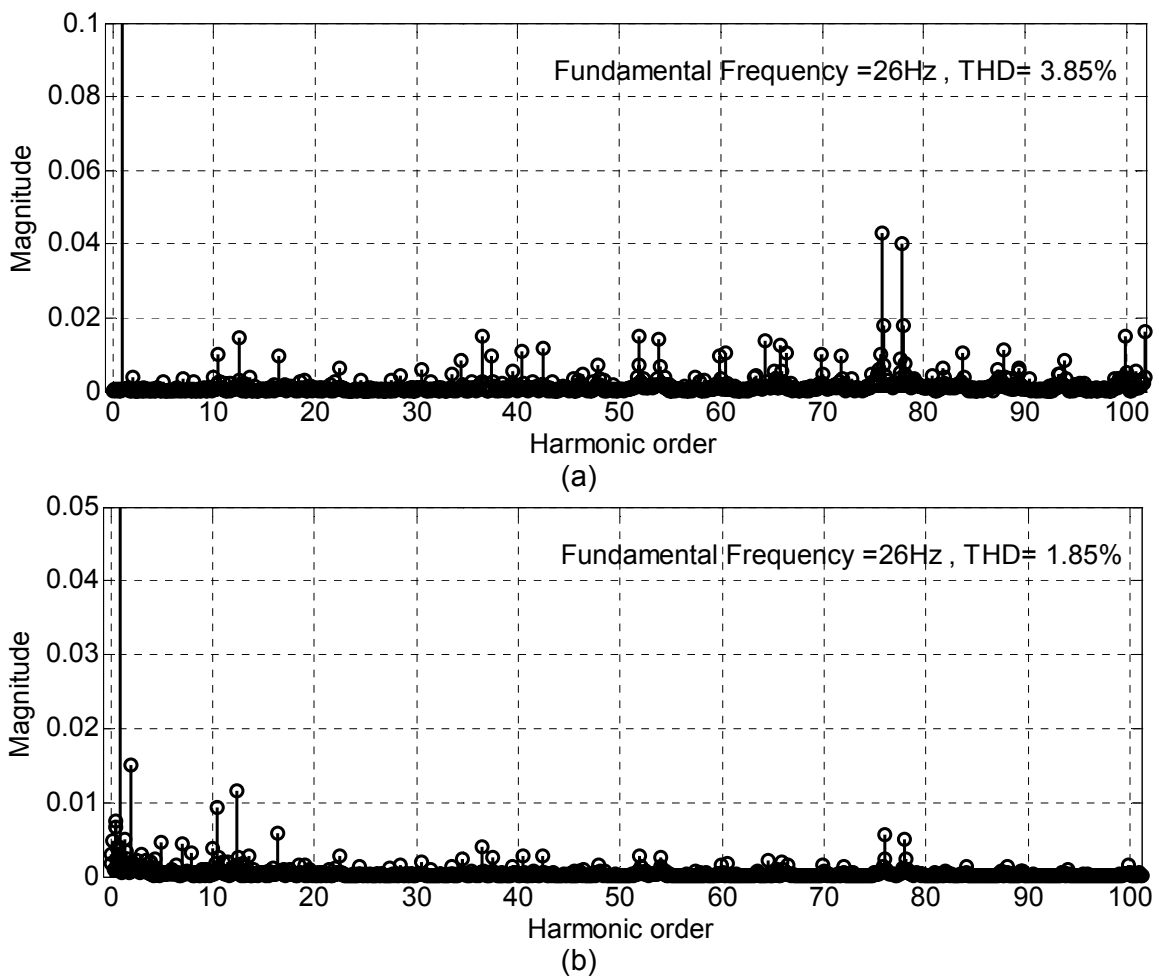 0.1
Fundamental Frequency =26Hz , THD= 3.85%
0.08
0.06
0.04
0.02
0
Magnitude
0 10 20 30 40 50 60 70 80 90 100
Harmonic order
(a)
0.05
Fundamental Frequency =26Hz , THD= 1.85%
0.04
0.03
0.02
0.01
0
Magnitude
0 10 20 30 40 50 60 70 80 90 100
Harmonic order
(b)